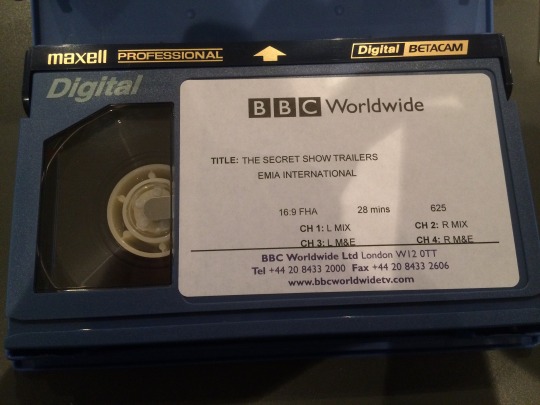 maxell PROFESSIONAL Digital BETACAM
Digital
BBC Worldwide
TITLE: THE SECRET SHOW TRAILERS
EMIA INTERNATIONAL
16:9 FHA 28 mins 625
CH 1: L MIX CH 2: R MIX
CH 3: L M&E CH 4: R M&E
BBC Worldwide Ltd London W12 0TT
Tel +44 20 8433 2000 Fax +44 20 8433 2606
www.bbcworldwidetv.com